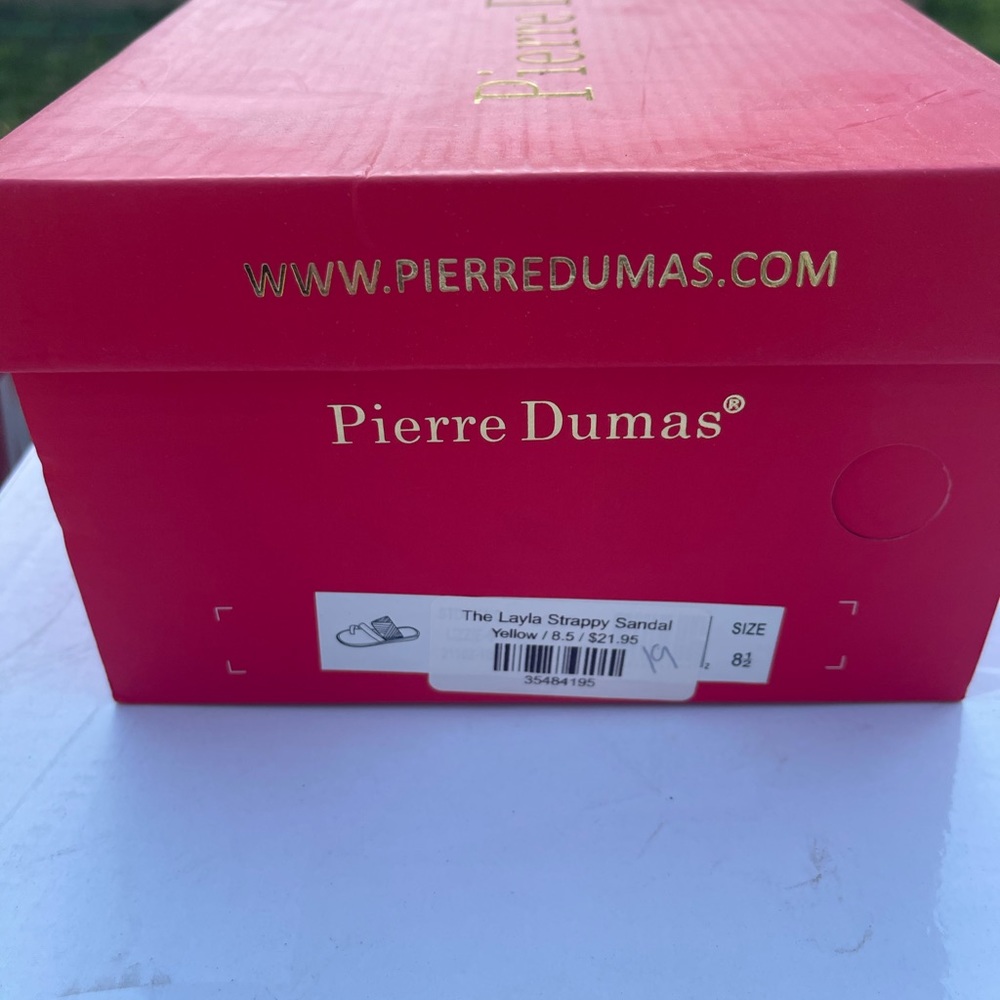 Pierre
WWW.PIERREDUMAS.COM
Pierre Dumas®
The Layla Strappy Sandal
Yellow / 8.5 / $21.95
35484195
19
SIZE
8½